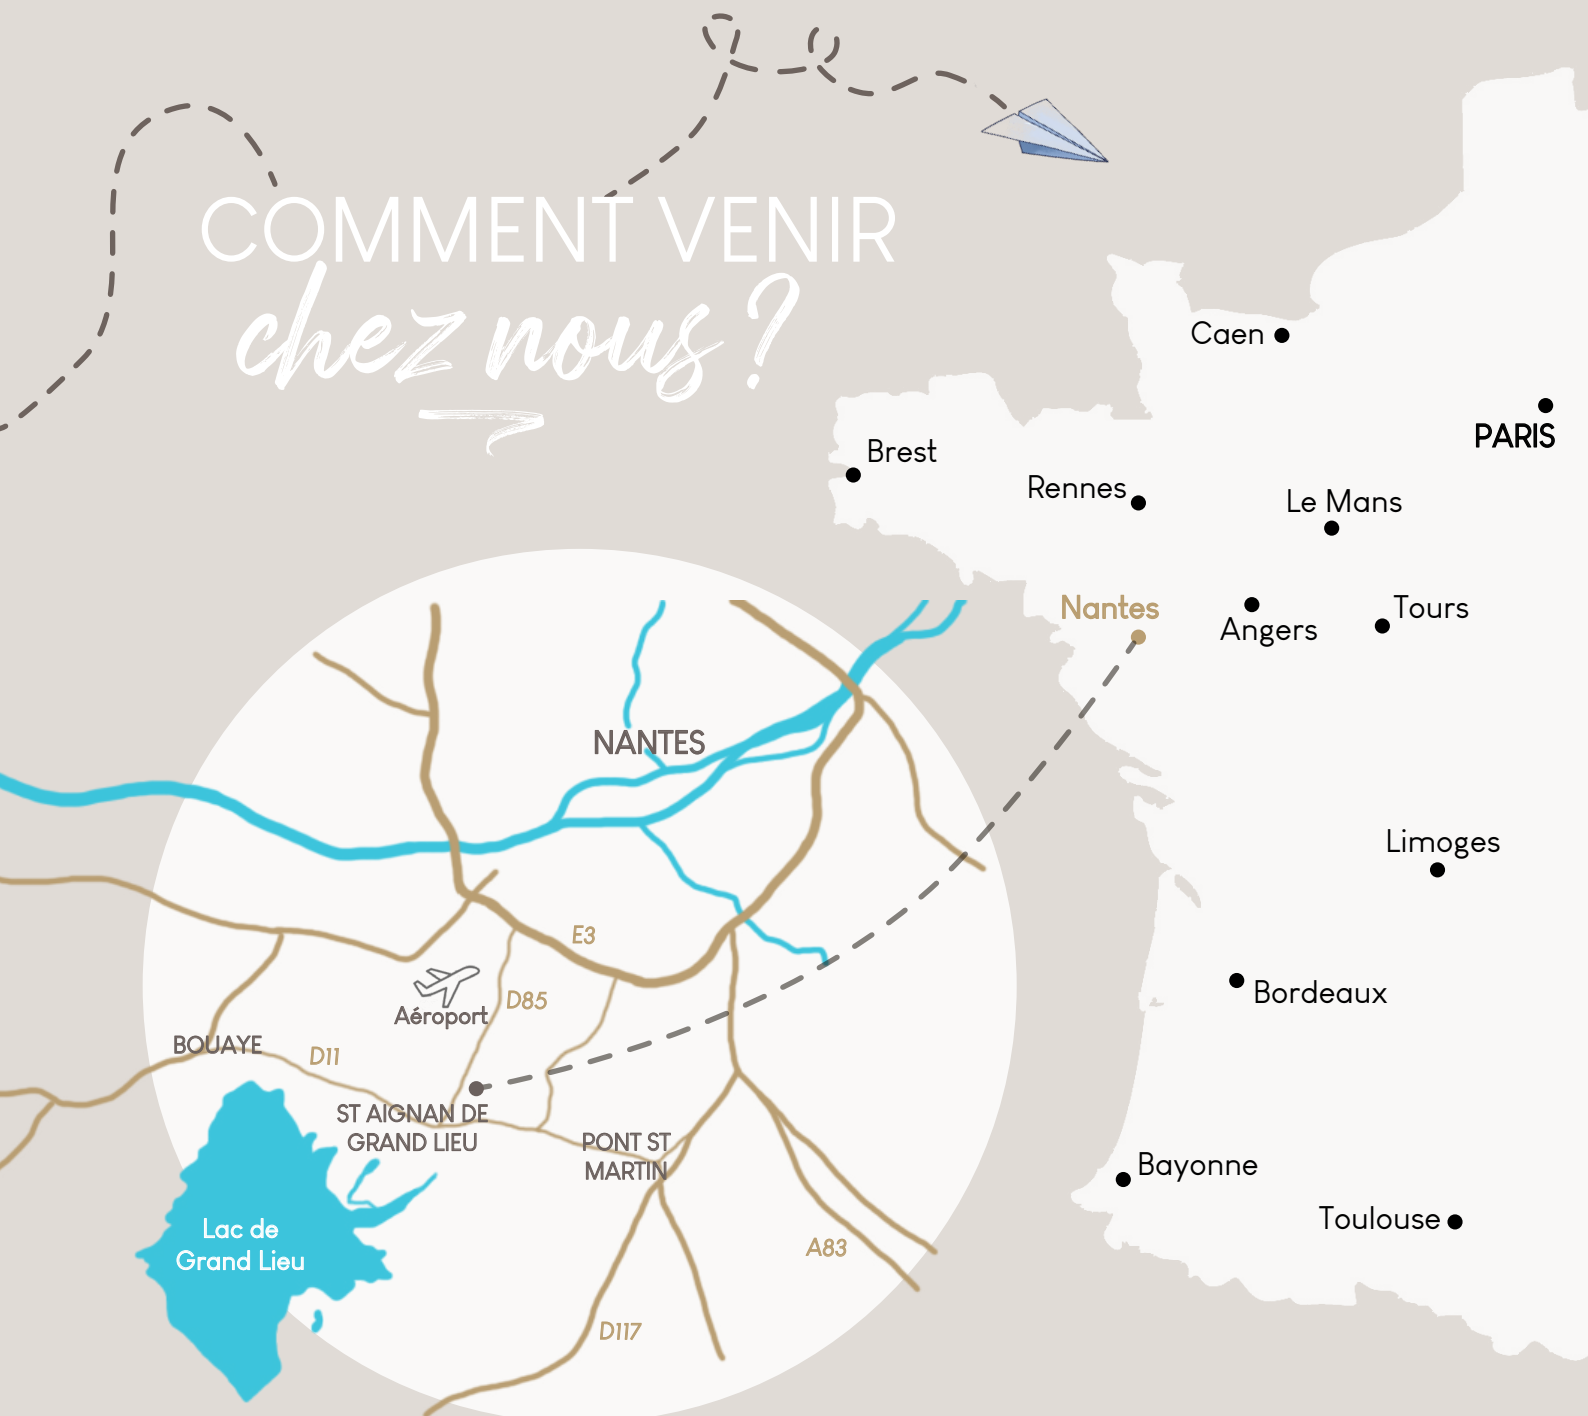 COMMENT VENIR
chez nous ?
Caen
PARIS
Brest
Rennes
Le Mans
Nantes
Angers
Tours
Limoges
Bordeaux
Bayonne
Toulouse
NANTES
E3
D85
Aéroport
BOUAYE
D11
ST AIGNAN DE
GRAND LIEU
PONT ST
MARTIN
Lac de
Grand Lieu
A83
D117